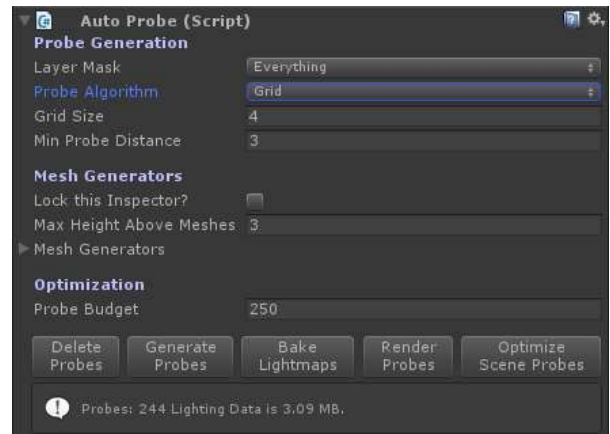 Auto Probe (Script)
Probe Generation
Layer Mask Everything
Probe Algorithm Grid
Grid Size 4
Min Probe Distance 3
Mesh Generators
Lock this Inspector?
Max Height Above Meshes 3
Mesh Generators
Optimization
Probe Budget 250
Delete Probes Generate Probes Bake Lightmaps Render Probes Optimize Scene Probes
Probes: 244 Lighting Data is 3.09 MB.